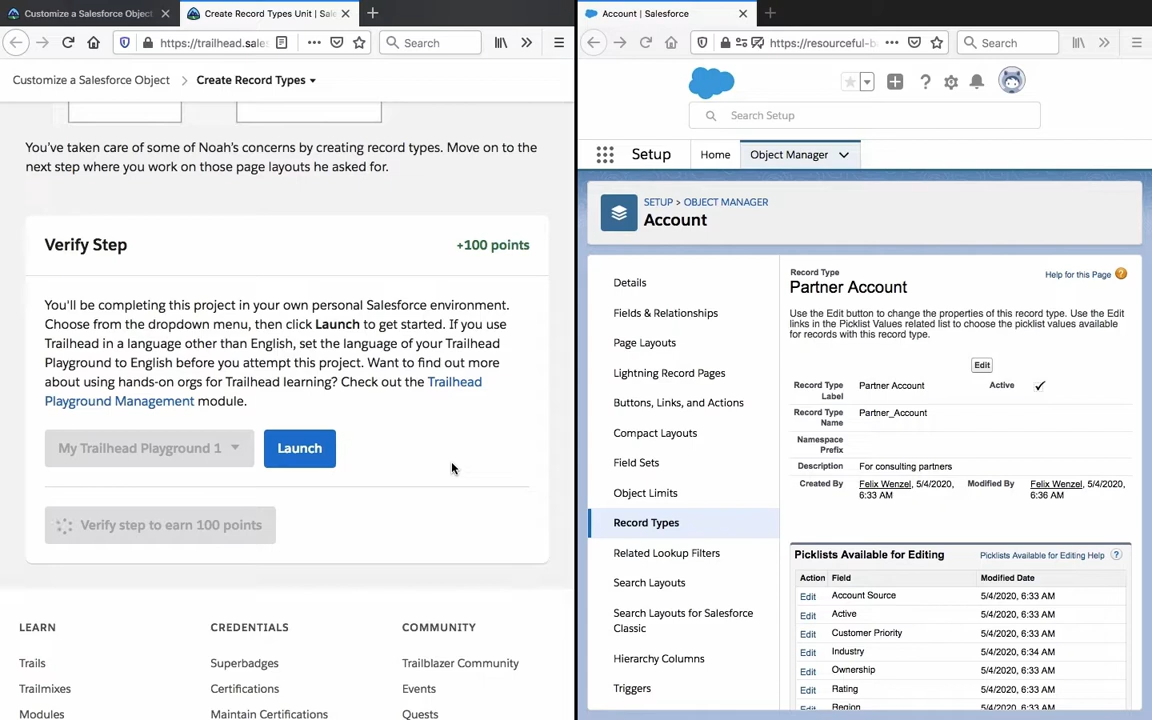 Customize a Salesforce Object
Create Record Types Unit | Sale
https://trailhead.sale
Search
Customize a Salesforce Object
Create Record Types
You've taken care of some of Noah's concerns by creating record types. Move on to the
next step where you work on those page layouts he asked for.
Verify Step
+100 points
You'll be completing this project in your own personal Salesforce environment.
Choose from the dropdown menu, then click Launch to get started. If you use
Trailhead in a language other than English, set the language of your Trailhead
Playground to English before you attempt this project. Want to find out more
about using hands-on orgs for Trailhead learning? Check out the Trailhead
Playground Management module.
My Trailhead Playground 1
Launch
Verify step to earn 100 points
LEARN
CREDENTIALS
COMMUNITY
Trails
Superbadges
Trailblazer Community
Trailmixes
Certifications
Events
Modules
Maintain Certifications
Quests
Account | Salesforce
https://resourceful-b
Search
Search Setup
Setup
Home
Object Manager
SETUP > OBJECT MANAGER
Account
Details
Fields & Relationships
Page Layouts
Lightning Record Pages
Buttons, Links, and Actions
Compact Layouts
Field Sets
Object Limits
Record Types
Related Lookup Filters
Search Layouts
Search Layouts for Salesforce
Classic
Hierarchy Columns
Triggers
Record Type
Partner Account
Help for this Page
Use the Edit button to change the properties of this record type. Use the Edit
links in the Picklist Values related list to choose the picklist values available
for records with this record type.
Edit
Record Type
Label
Partner Account
Active
Record Type
Name
Partner_Account
Namespace
Prefix
Description
For consulting partners
Created By
Felix Wenzel, 5/4/2020,
6:33 AM
Modified By
Felix Wenzel, 5/4/2020,
6:36 AM
Picklists Available for Editing
Picklists Available for Editing Help
Action Field Modified Date
Edit Account Source 5/4/2020, 6:33 AM
Edit Active 5/4/2020, 6:33 AM
Edit Customer Priority 5/4/2020, 6:33 AM
Edit Industry 5/4/2020, 6:34 AM
Edit Ownership 5/4/2020, 6:33 AM
Edit Rating 5/4/2020, 6:33 AM
Edit Region 5/4/2020, 6:33 AM